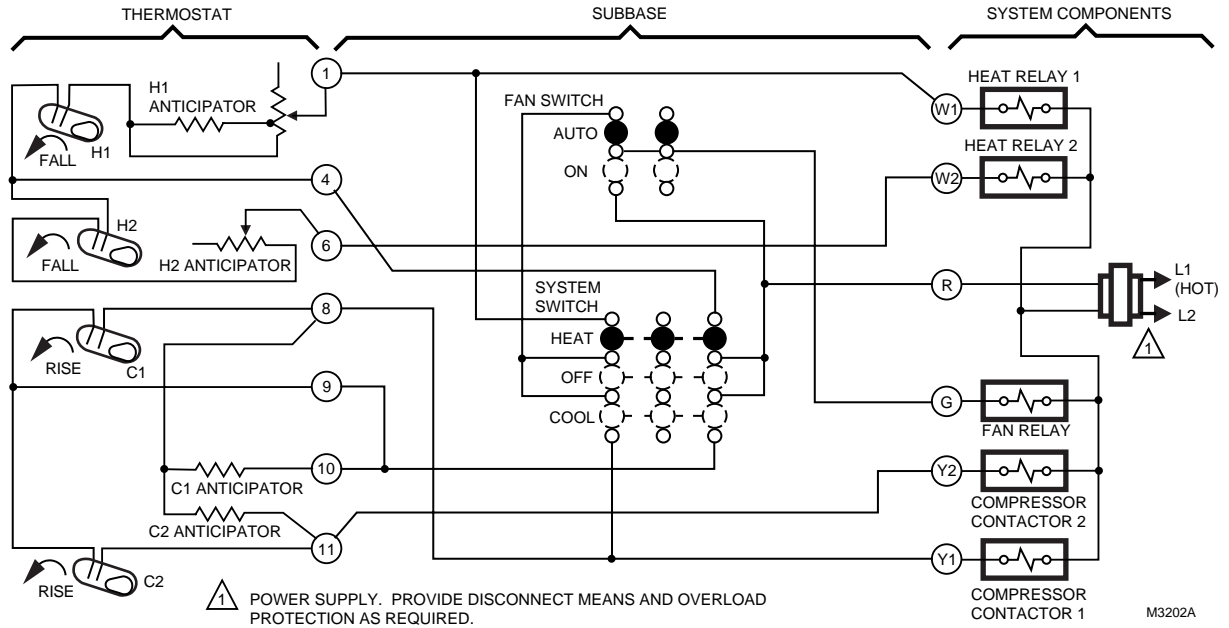 THERMOSTAT
SUBBASE
SYSTEM COMPONENTS
H1
ANTICIPATOR
H1
FALL
1
4
H2
FALL
H2 ANTICIPATOR
6
8
RISE
C1
9
10
C1 ANTICIPATOR
C2 ANTICIPATOR
11
RISE
C2
FAN SWITCH
AUTO
ON
SYSTEM
SWITCH
HEAT
OFF
COOL
HEAT RELAY 1
W1
HEAT RELAY 2
W2
R
L1
(HOT)
L2
1
G
FAN RELAY
Y2
COMPRESSOR
CONTACTOR 2
Y1
COMPRESSOR
CONTACTOR 1
1 POWER SUPPLY. PROVIDE DISCONNECT MEANS AND OVERLOAD
PROTECTION AS REQUIRED.
M3202A